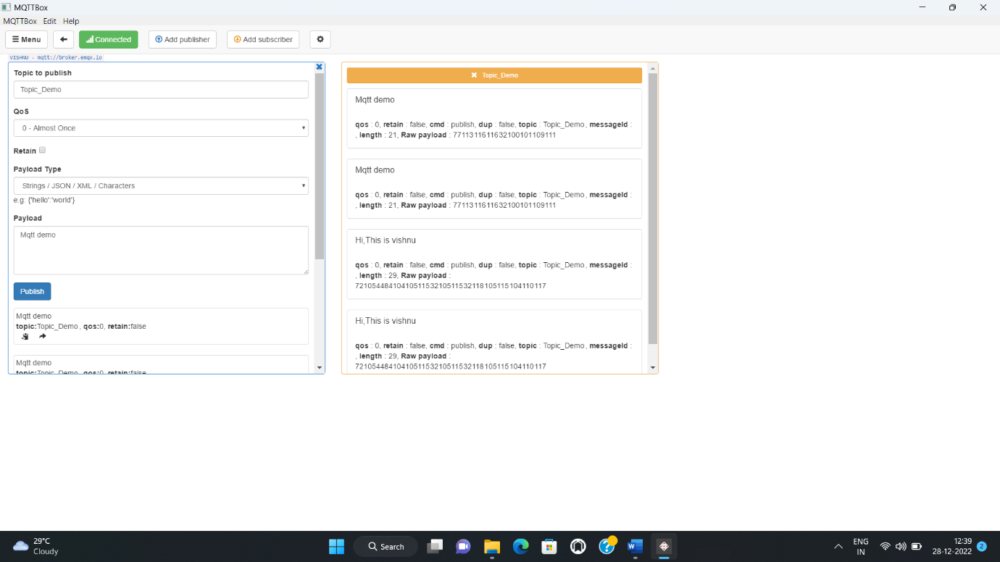 MQTTBox
MQTTBox Edit Help
Menu Connected Add publisher Add subscriber
VISHNU - mqtt://broker.emqx.io
Topic to publish
Topic_Demo
QoS
0 - Almost Once
Retain
Payload Type
Strings / JSON / XML / Characters
e.g: {'hello':'world'}
Payload
Mqtt demo
Publish
Mqtt demo
topic:Topic_Demo, qos:0, retain:false
Mqtt demo
topic:Topic_Demo, qos:0, retain:false
Topic_Demo
Mqtt demo
qos : 0, retain : false, cmd : publish, dup : false, topic : Topic_Demo, messageId :
, length : 21, Raw payload : 7711311611632100101109111
Mqtt demo
qos : 0, retain : false, cmd : publish, dup : false, topic : Topic_Demo, messageId :
, length : 21, Raw payload : 7711311611632100101109111
Hi,This is vishnu
qos : 0, retain : false, cmd : publish, dup : false, topic : Topic_Demo, messageId :
, length : 29, Raw payload :
72105448410410511532105115321181051151041​10117
Hi,This is vishnu
qos : 0, retain : false, cmd : publish, dup : false, topic : Topic_Demo, messageId :
, length : 29, Raw payload :
7210544841041051153210511532118105115104110117
29°C
Cloudy
Search
ENG
IN
12:39
28-12-2022
2